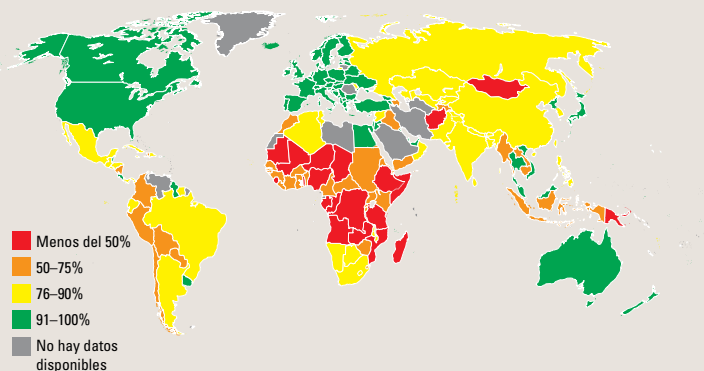 Menos del 50%
50–75%
76–90%
91–100%
No hay datos
disponibles